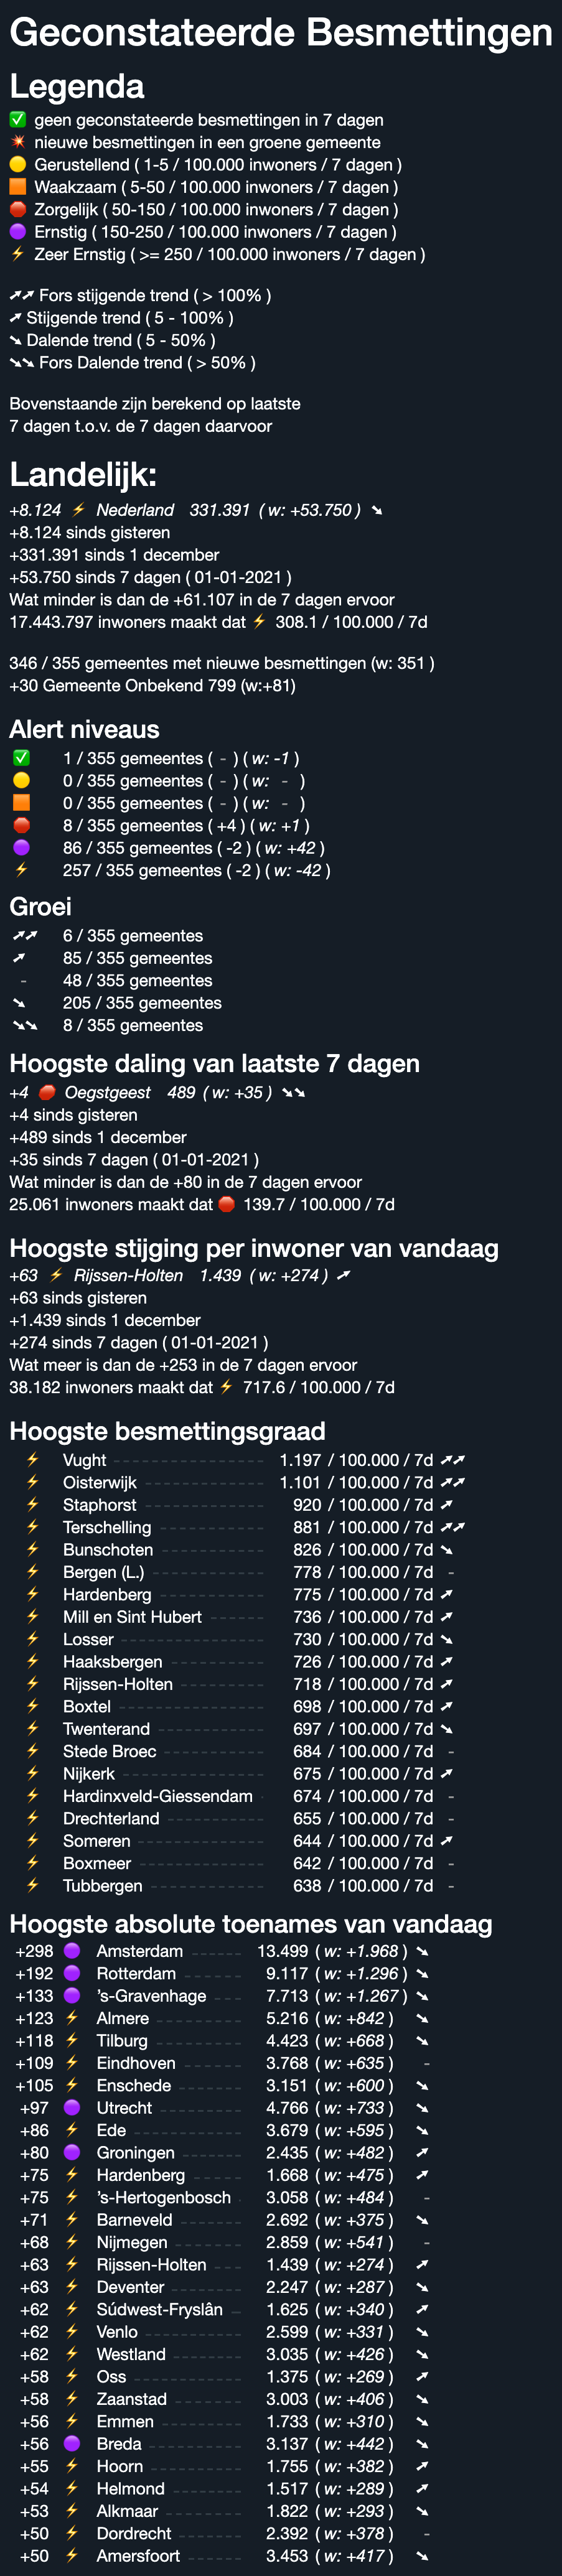 Geconstateerde Besmettingen
Legenda
✅ geen geconstateerde besmettingen in 7 dagen
💥 nieuwe besmettingen in een groene gemeente
🟡 Gerustellend ( 1-5 / 100.000 inwoners / 7 dagen )
🟧 Waakzaam ( 5-50 / 100.000 inwoners / 7 dagen )
🛑 Zorgelijk ( 50-150 / 100.000 inwoners / 7 dagen )
🟣 Ernstig ( 150-250 / 100.000 inwoners / 7 dagen )
⚡ Zeer Ernstig ( >= 250 / 100.000 inwoners / 7 dagen )
➚➚ Fors stijgende trend ( > 100% )
➚ Stijgende trend ( 5 - 100% )
➘ Dalende trend ( 5 - 50% )
➘➘ Fors Dalende trend ( > 50% )
Bovenstaande zijn berekend op laatste
7 dagen t.o.v. de 7 dagen daarvoor
Landelijk:
+8.124 ⚡ Nederland 331.391 ( w: +53.750 ) ➘
+8.124 sinds gisteren
+331.391 sinds 1 december
+53.750 sinds 7 dagen ( 01-01-2021 )
Wat minder is dan de +61.107 in de 7 dagen ervoor
17.443.797 inwoners maakt dat ⚡ 308.1 / 100.000 / 7d
346 / 355 gemeentes met nieuwe besmettingen (w: 351 )
+30 Gemeente Onbekend 799 (w:+81)
Alert niveaus
✅ 1 / 355 gemeentes ( - ) ( w: -1 )
🟡 0 / 355 gemeentes ( - ) ( w: - )
🟧 0 / 355 gemeentes ( - ) ( w: - )
🛑 8 / 355 gemeentes ( +4 ) ( w: +1 )
🟣 86 / 355 gemeentes ( -2 ) ( w: +42 )
⚡ 257 / 355 gemeentes ( -2 ) ( w: -42 )
Groei
➚➚ 6 / 355 gemeentes
➚ 85 / 355 gemeentes
- 48 / 355 gemeentes
➘ 205 / 355 gemeentes
➘➘ 8 / 355 gemeentes
Hoogste daling van laatste 7 dagen
+4 🛑 Oegstgeest 489 ( w: +35 ) ➘➘
+4 sinds gisteren
+489 sinds 1 december
+35 sinds 7 dagen ( 01-01-2021 )
Wat minder is dan de +80 in de 7 dagen ervoor
25.061 inwoners maakt dat 🛑 139.7 / 100.000 / 7d
Hoogste stijging per inwoner van vandaag
+63 ⚡ Rijssen-Holten 1.439 ( w: +274 ) ➚
+63 sinds gisteren
+1.439 sinds 1 december
+274 sinds 7 dagen ( 01-01-2021 )
Wat meer is dan de +253 in de 7 dagen ervoor
38.182 inwoners maakt dat ⚡ 717.6 / 100.000 / 7d
Hoogste besmettingsgraad
⚡ Vught 1.197 / 100.000 / 7d ➚➚
⚡ Oisterwijk 1.101 / 100.000 / 7d ➚➚
⚡ Staphorst 920 / 100.000 / 7d ➚
⚡ Terschelling 881 / 100.000 / 7d ➚➚
⚡ Bunschoten 826 / 100.000 / 7d ➘
⚡ Bergen (L.) 778 / 100.000 / 7d -
⚡ Hardenberg 775 / 100.000 / 7d ➚
⚡ Mill en Sint Hubert 736 / 100.000 / 7d ➚
⚡ Losser 730 / 100.000 / 7d ➘
⚡ Haaksbergen 726 / 100.000 / 7d ➚
⚡ Rijssen-Holten 718 / 100.000 / 7d ➚
⚡ Boxtel 698 / 100.000 / 7d ➚
⚡ Twenterand 697 / 100.000 / 7d ➘
⚡ Stede Broec 684 / 100.000 / 7d -
⚡ Nijkerk 675 / 100.000 / 7d ➚
⚡ Hardinxveld-Giessendam 674 / 100.000 / 7d -
⚡ Drechterland 655 / 100.000 / 7d -
⚡ Someren 644 / 100.000 / 7d ➚
⚡ Boxmeer 642 / 100.000 / 7d -
⚡ Tubbergen 638 / 100.000 / 7d -
Hoogste absolute toenames van vandaag
+298 🟣 Amsterdam 13.499 ( w: +1.968 ) ➘
+192 🟣 Rotterdam 9.117 ( w: +1.296 ) ➘
+133 🟣 's-Gravenhage 7.713 ( w: +1.267 ) ➘
+123 ⚡ Almere 5.216 ( w: +842 ) ➘
+118 ⚡ Tilburg 4.423 ( w: +668 ) ➘
+109 ⚡ Eindhoven 3.768 ( w: +635 ) -
+105 ⚡ Enschede 3.151 ( w: +600 ) ➘
+97 🟣 Utrecht 4.766 ( w: +733 ) ➘
+86 ⚡ Ede 3.679 ( w: +595 ) ➘
+80 🟣 Groningen 2.435 ( w: +482 ) ➚
+75 ⚡ Hardenberg 1.668 ( w: +475 ) ➚
+75 ⚡ 's-Hertogenbosch 3.058 ( w: +484 ) -
+71 ⚡ Barneveld 2.692 ( w: +375 ) ➘
+68 ⚡ Nijmegen 2.859 ( w: +541 ) -
+63 ⚡ Rijssen-Holten 1.439 ( w: +274 ) ➚
+63 ⚡ Deventer 2.247 ( w: +287 ) ➘
+62 ⚡ Súdwest-Fryslân 1.625 ( w: +340 ) ➚
+62 ⚡ Venlo 2.599 ( w: +331 ) ➘
+62 ⚡ Westland 3.035 ( w: +426 ) ➘
+58 ⚡ Oss 1.375 ( w: +269 ) ➚
+58 ⚡ Zaanstad 3.003 ( w: +406 ) ➘
+56 ⚡ Emmen 1.733 ( w: +310 ) ➘
+56 🟣 Breda 3.137 ( w: +442 ) ➘
+55 ⚡ Hoorn 1.755 ( w: +382 ) ➚
+54 ⚡ Helmond 1.517 ( w: +289 ) ➚
+53 ⚡ Alkmaar 1.822 ( w: +293 ) ➘
+50 ⚡ Dordrecht 2.392 ( w: +378 ) -
+50 ⚡ Amersfoort 3.453 ( w: +417 ) ➘